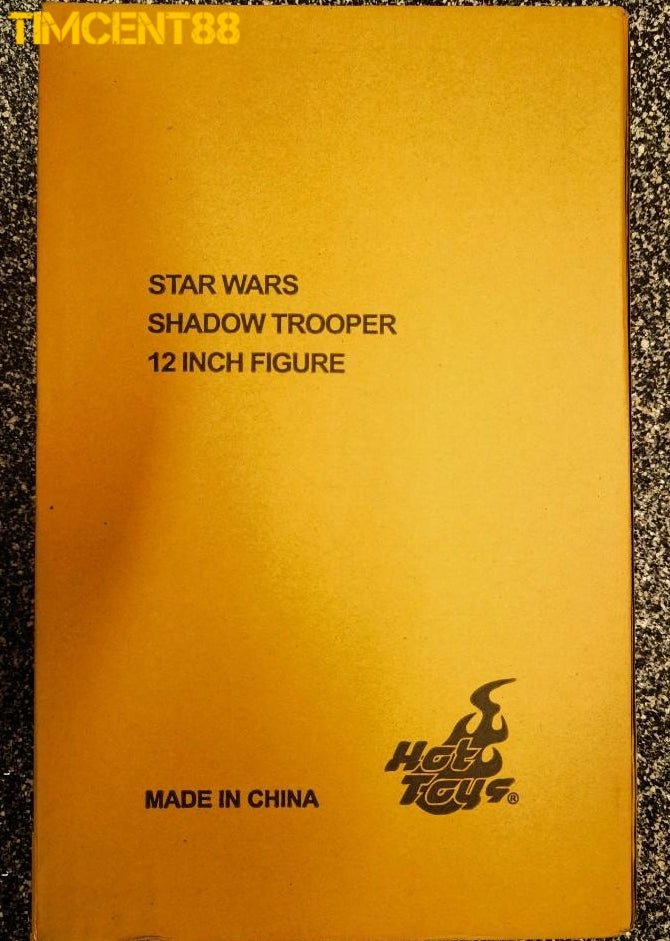 TIMCENT88
STAR WARS
SHADOW TROOPER
12 INCH FIGURE
Hot
Toys®
MADE IN CHINA